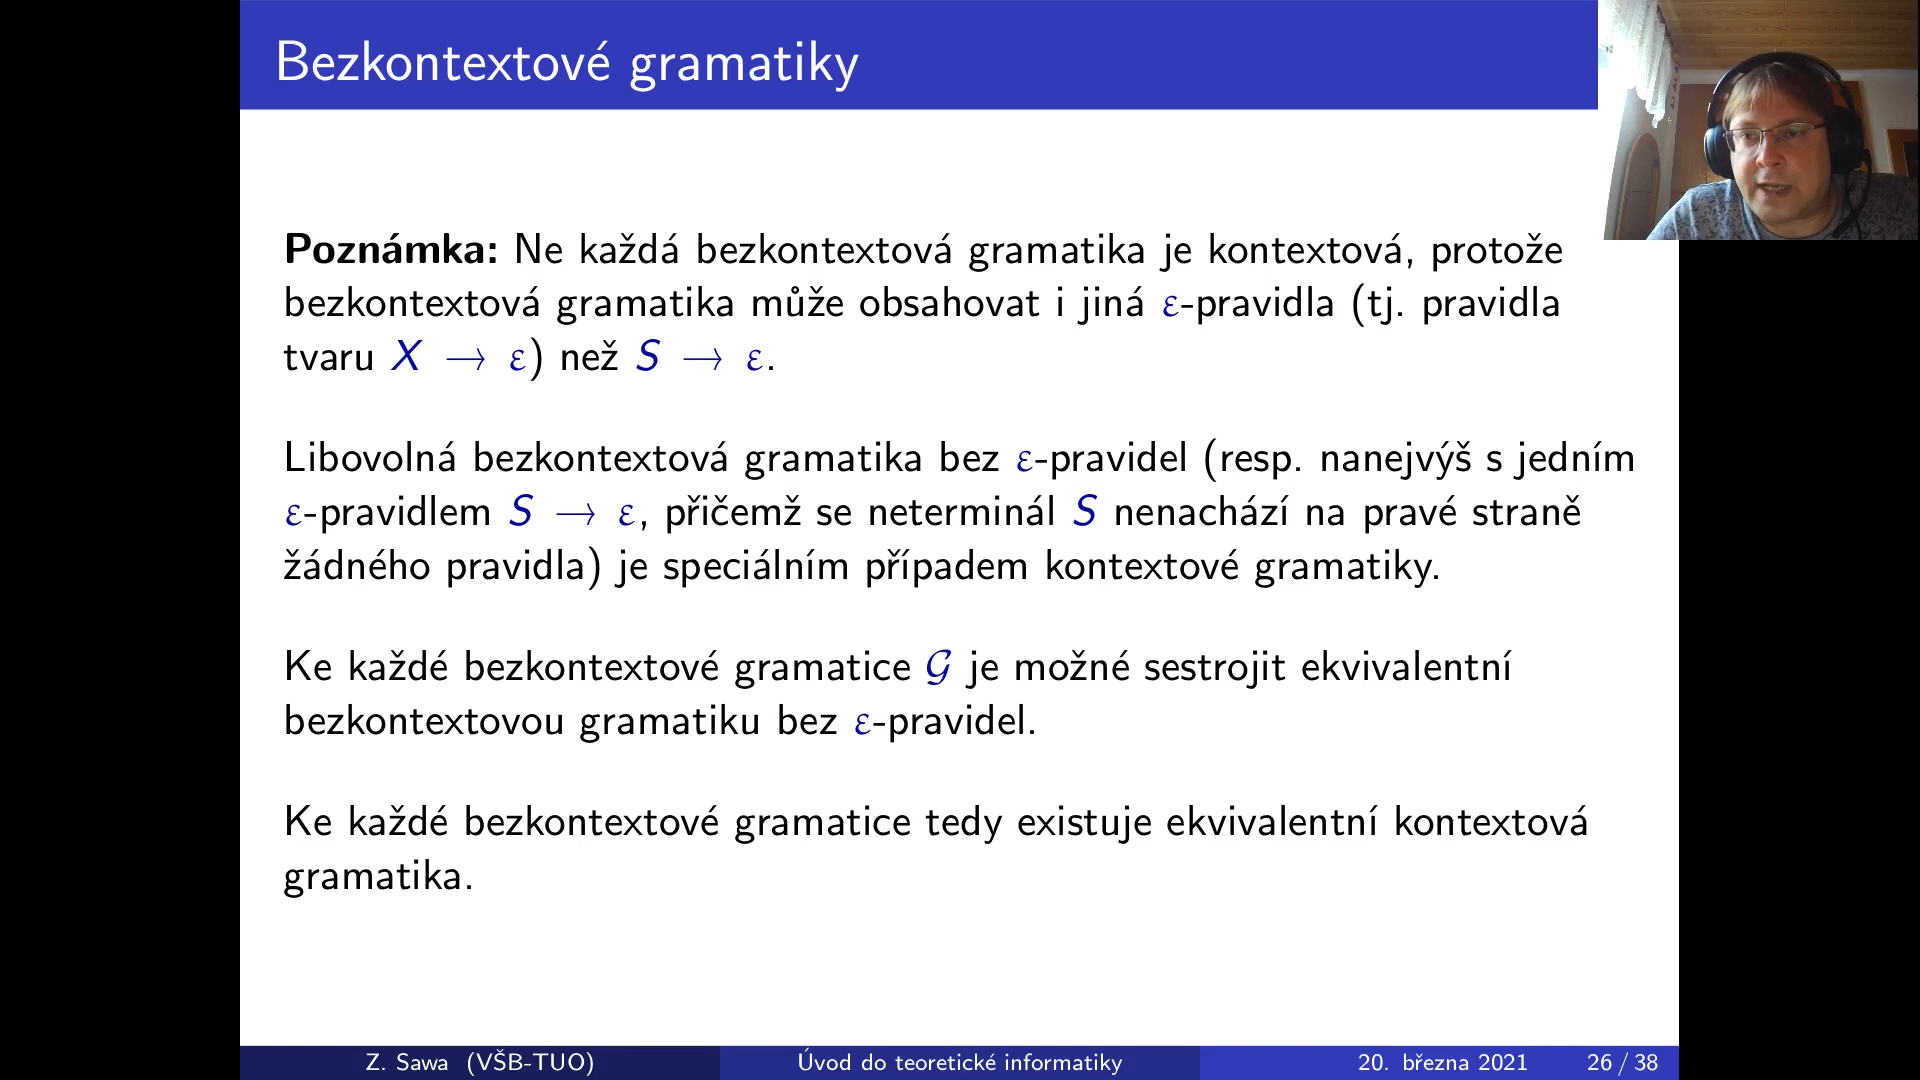 Bezkontextové gramatiky
Poznámka: Ne každá bezkontextová gramatika je kontextová, protože
bezkontextová gramatika může obsahovat i jiná ε-pravidla (tj. pravidla
tvaru X → ε) než S → ε.
Libovolná bezkontextová gramatika bez ε-pravidel (resp. nanejvýš s jedním
ε-pravidlem S → ε, přičemž se neterminál S nenachází na pravé straně
žádného pravidla) je speciálním případem kontextové gramatiky.
Ke každé bezkontextové gramatice 𝒢 je možné sestrojit ekvivalentní
bezkontextovou gramatiku bez ε-pravidel.
Ke každé bezkontextové gramatice tedy existuje ekvivalentní kontextová
gramatika.
Z. Sawa (VŠB-TUO) Úvod do teoretické informatiky 20. března 2021 26 / 38